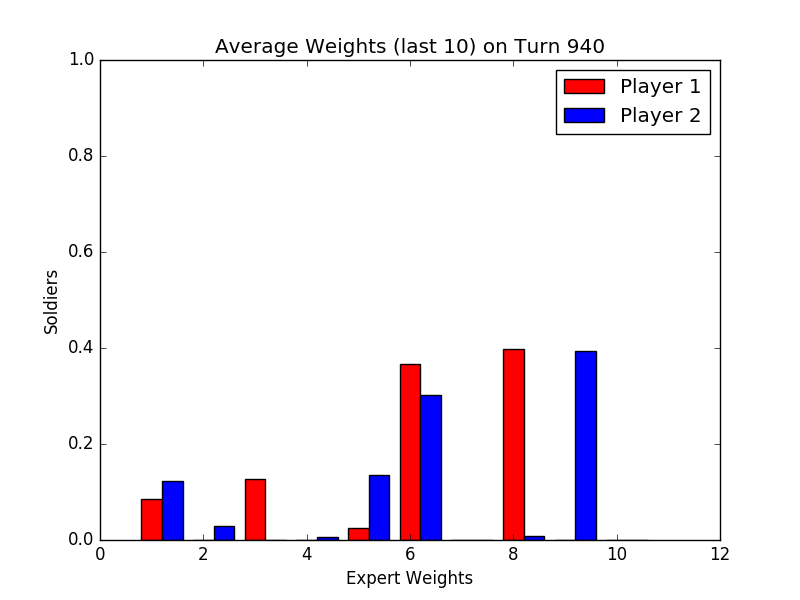 Average Weights (last 10) on Turn 940
1.0
0.8
0.6
0.4
0.2
0.0
Soldiers
Player 1
Player 2
0 2 4 6 8 10 12
Expert Weights